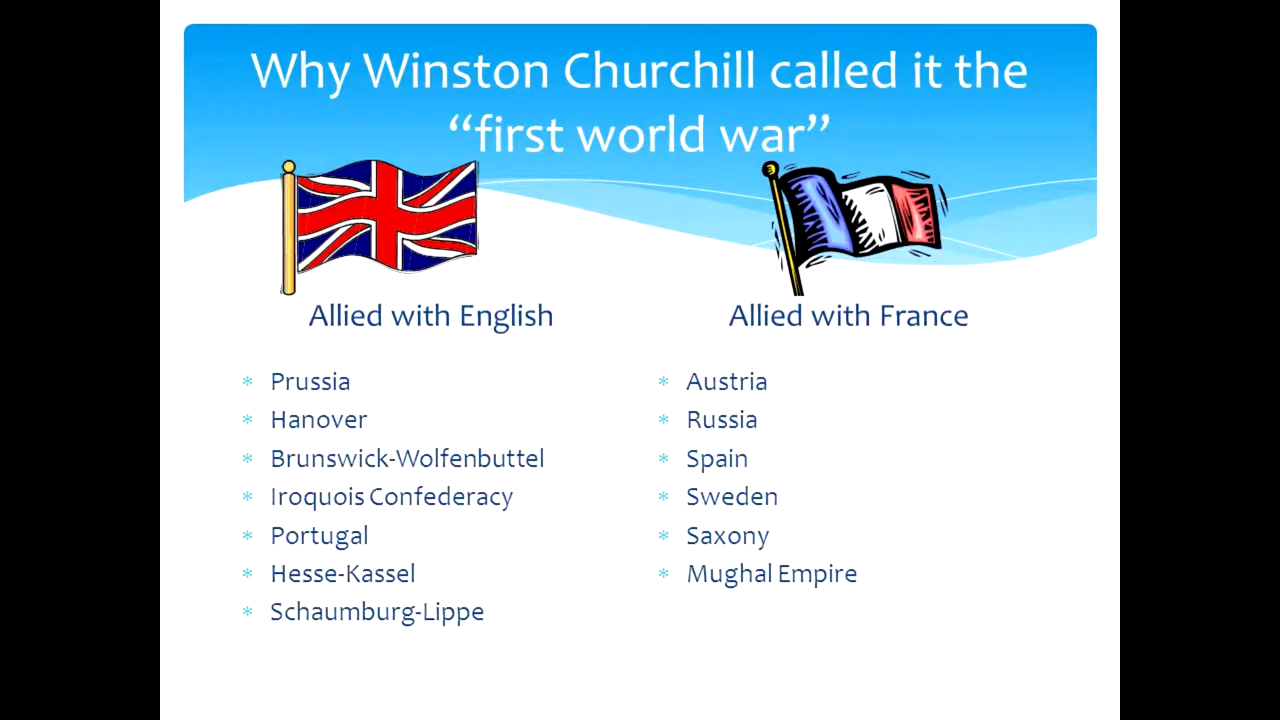 Why Winston Churchill called it the
“first world war”
Allied with English
* Prussia
* Hanover
* Brunswick-Wolfenbuttel
* Iroquois Confederacy
* Portugal
* Hesse-Kassel
* Schaumburg-Lippe
Allied with France
* Austria
* Russia
* Spain
* Sweden
* Saxony
* Mughal Empire